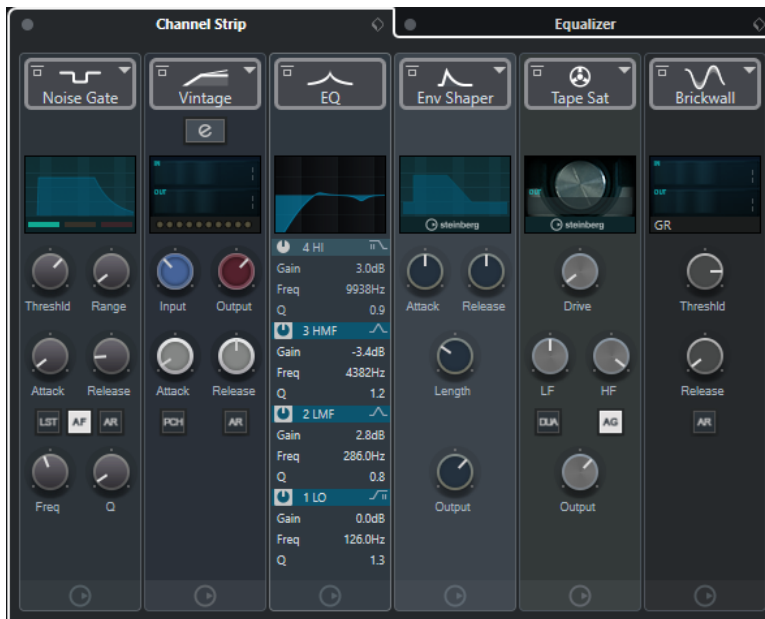 Channel Strip
Equalizer
Noise Gate
Vintage
EQ
Env Shaper
Tape Sat
Brickwall
e
IN
OUT
steinberg
OUT
steinberg
IN
OUT
GR
Threshld
Range
Attack
Release
LST AF AR
Freq
Q
Input
Output
Attack
Release
PCH AR
4 HI
Gain 3.0dB
Freq 9938Hz
Q 0.9
3 HMF
Gain -3.4dB
Freq 4382Hz
Q 1.2
2 LMF
Gain 2.8dB
Freq 286.0Hz
Q 0.8
1 LO
Gain 0.0dB
Freq 126.0Hz
Q 1.3
Attack
Release
Length
Output
Drive
LF
HF
DUA AG
Output
Threshld
Release
AR